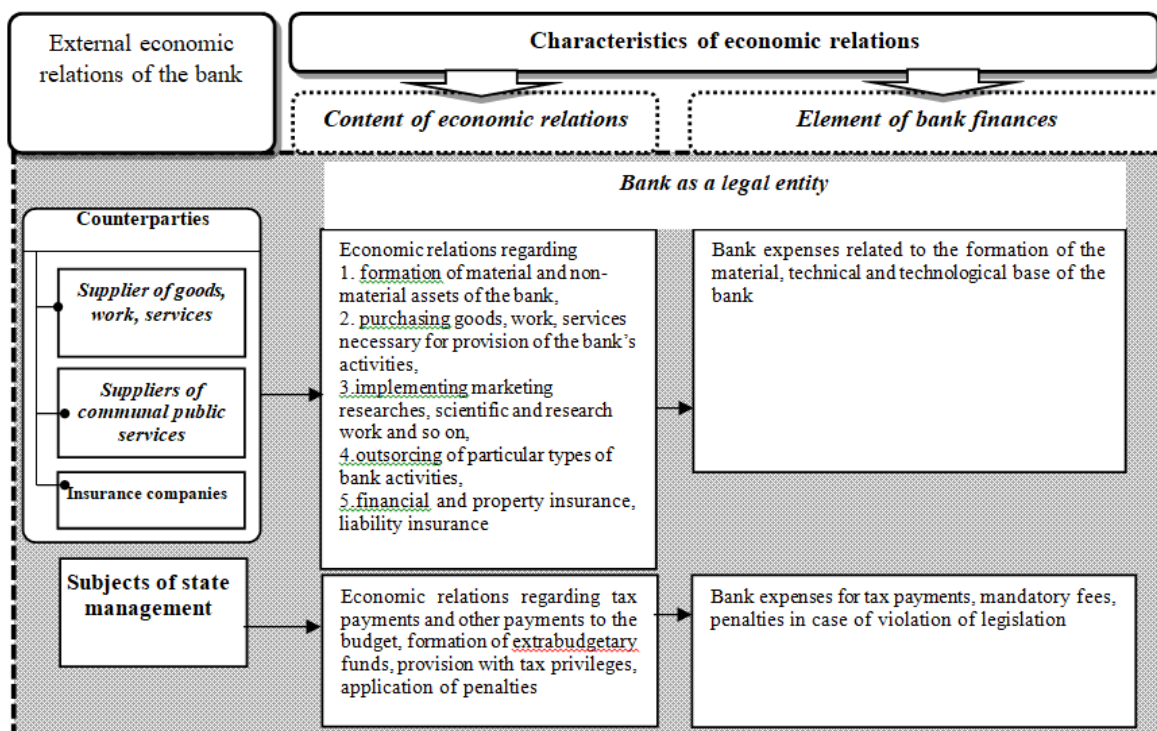 External economic
relations of the bank
Characteristics of economic relations
Content of economic relations
Element of bank finances
Bank as a legal entity
Counterparties
Supplier of goods,
work, services
Suppliers of
communal public
services
Insurance companies
Economic relations regarding
1. formation of material and non-
material assets of the bank,
2. purchasing goods, work, services
necessary for provision of the bank's
activities,
3.implementing marketing
researches, scientific and research
work and so on,
4.outsorcing of particular types of
bank activities,
5.financial and property insurance,
liability insurance
Bank expenses related to the formation of the
material, technical and technological base of the
bank
Subjects of state
management
Economic relations regarding tax
payments and other payments to the
budget, formation of extrabudgetary
funds, provision with tax privileges,
application of penalties
Bank expenses for tax payments, mandatory fees,
penalties in case of violation of legislation